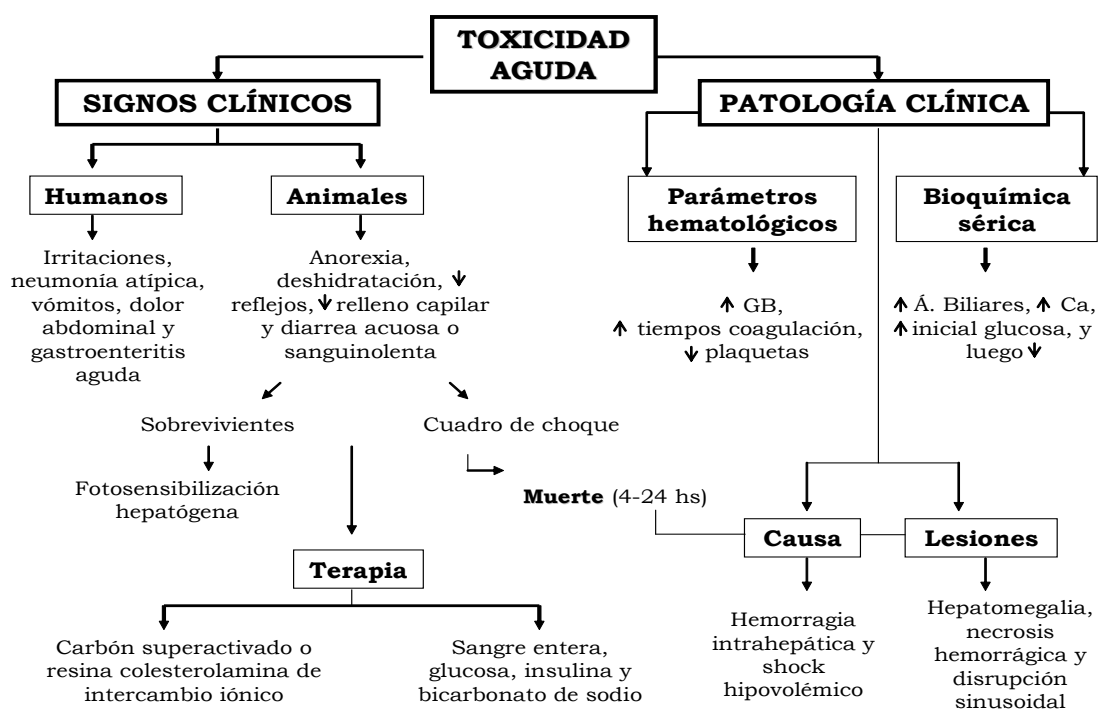 TOXICIDAD
AGUDA
SIGNOS CLÍNICOS
PATOLOGÍA CLÍNICA
Humanos
Animales
Parámetros
hematológicos
Bioquímica
sérica
Irritaciones,
neumonía atípica,
vómitos, dolor
abdominal y
gastroenteritis
aguda
Anorexia,
deshidratación, ↓
reflejos, ↓ relleno capilar
y diarrea acuosa o
sanguinolenta
↑ GB,
↑ tiempos coagulación,
↓ plaquetas
↑ Á. Biliares, ↑ Ca,
↑ inicial glucosa, y
luego ↓
Sobrevivientes
Cuadro de choque
Fotosensibilización
hepatógena
Muerte (4-24 hs)
Causa
Lesiones
Terapia
Carbón superactivado o
resina colesterolamina de
intercambio iónico
Sangre entera,
glucosa, insulina y
bicarbonato de sodio
Hemorragia
intrahepática y
shock
hipovolémico
Hepatomegalia,
necrosis
hemorrágica y
disrupción
sinusoidal